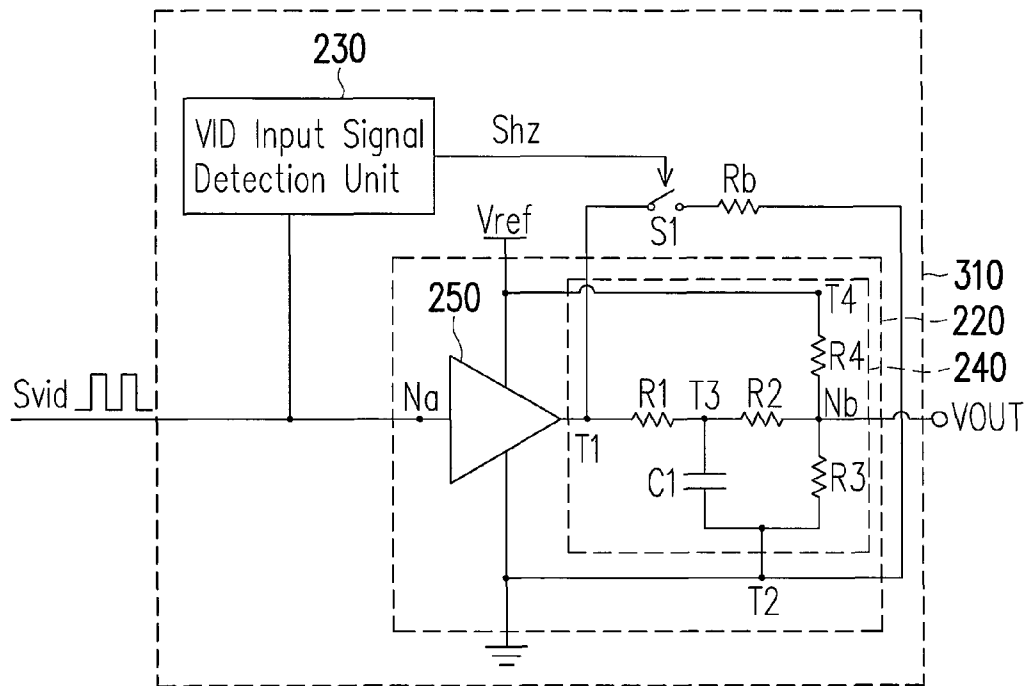 230
VID Input Signal
Detection Unit
Shz
Rb
S1
Vref
310
T4
250
220
R4
240
Svid
Na
R1
T3
R2
Nb
VOUT
T1
C1
R3
T2